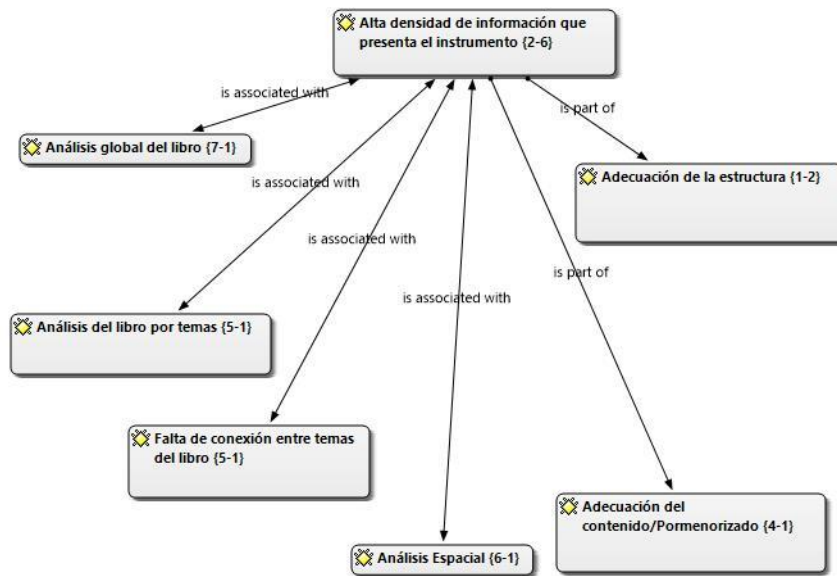 Alta densidad de información que
presenta el instrumento {2-6}
is associated with
is part of
Análisis global del libro {7-1}
Adecuación de la estructura {1-2}
is associated with
is associated with
is part of
is associated with
Análisis del libro por temas {5-1}
Falta de conexión entre temas
del libro {5-1}
Adecuación del
contenido/Pormenorizado {4-1}
Análisis Espacial {6-1}